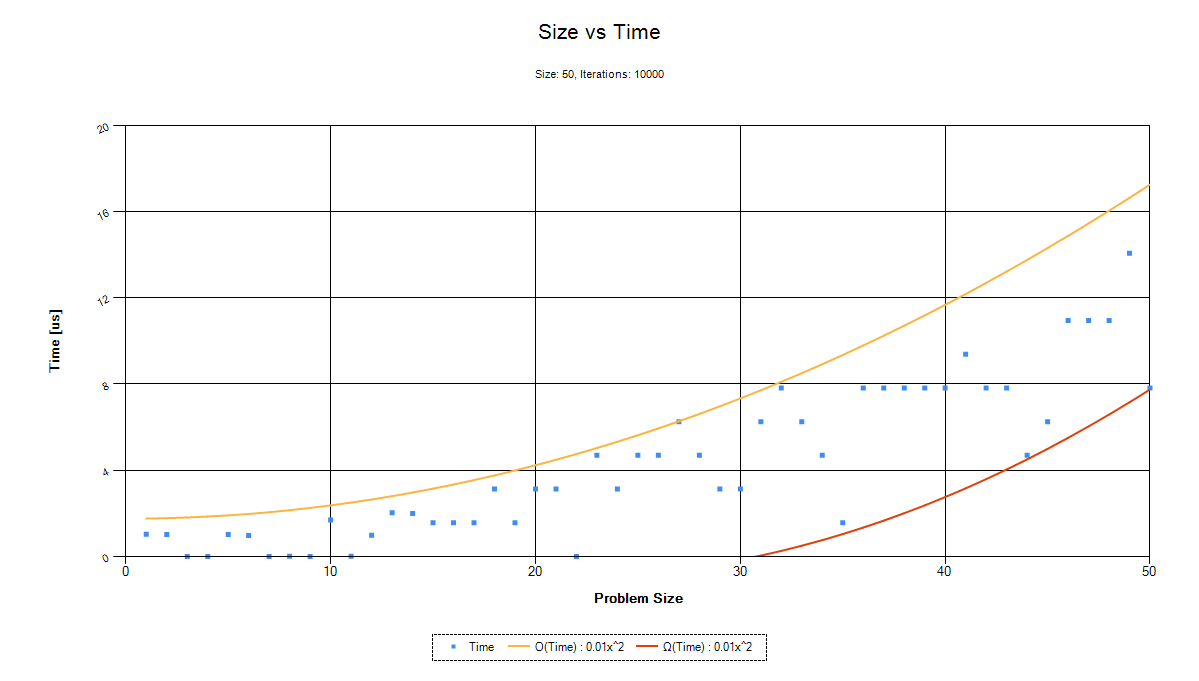 Size vs Time
Size: 50, Iterations: 10000
20
16
12
8
4
0
Time [us]
0 10 20 30 40 50
Problem Size
Time O(Time) : 0.01x^2 Ω(Time) : 0.01x^2